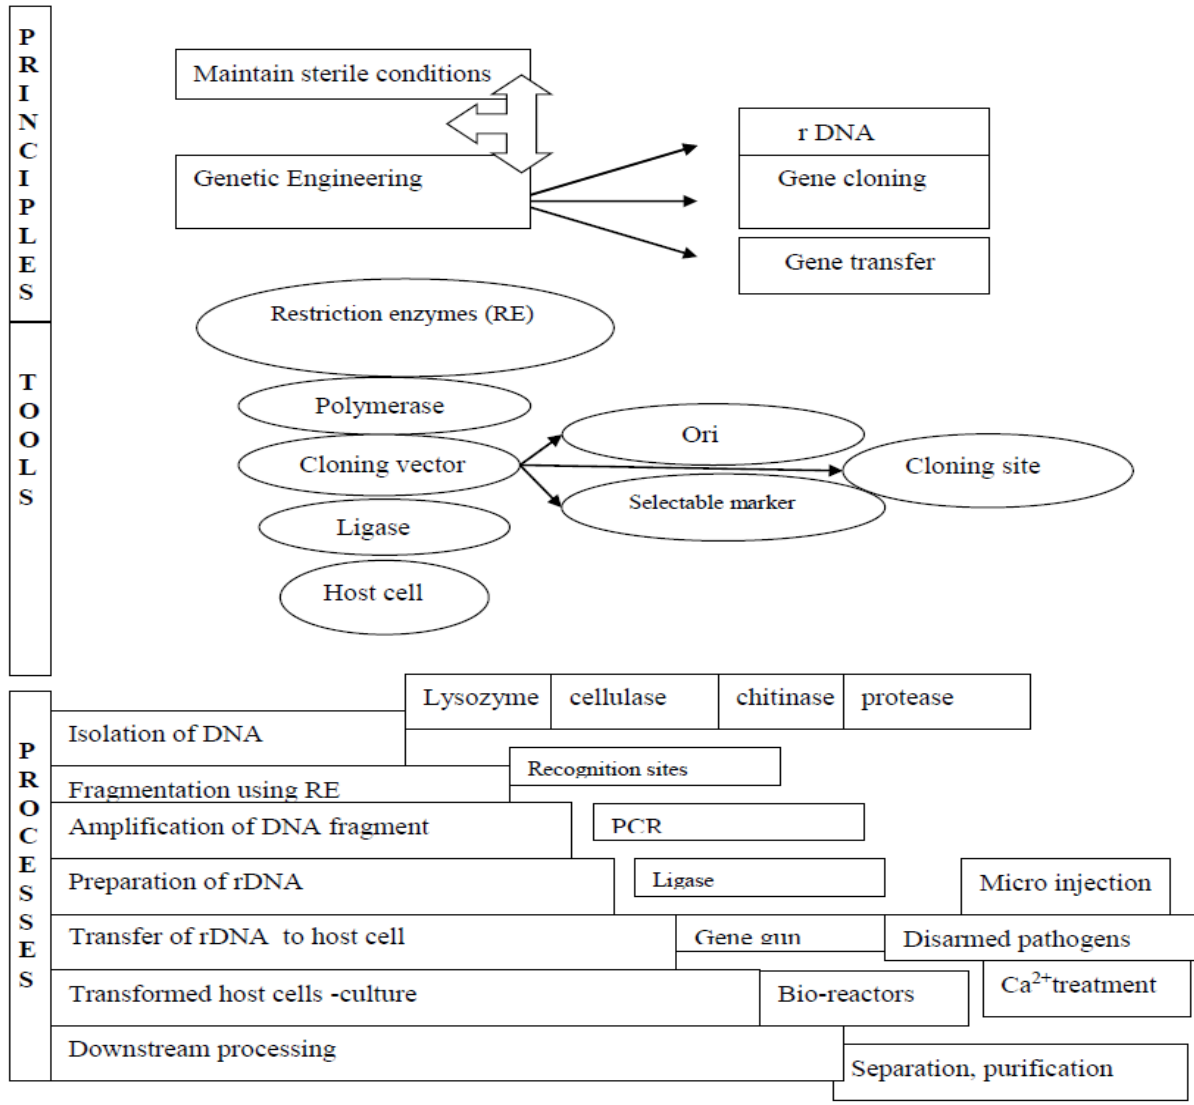 PRINCIPLES
Maintain sterile conditions
r DNA
Genetic Engineering
Gene cloning
Gene transfer
TOOLS
Restriction enzymes (RE)
Polymerase
Ori
Cloning vector
Cloning site
Selectable marker
Ligase
Host cell
PROCESSES
Lysozyme cellulase chitinase protease
Isolation of DNA
Recognition sites
Fragmentation using RE
Amplification of DNA fragment
PCR
Preparation of rDNA
Ligase
Micro injection
Transfer of rDNA to host cell
Gene gun
Disarmed pathogens
Transformed host cells -culture
Bio-reactors
Ca²⁺treatment
Downstream processing
Separation, purification